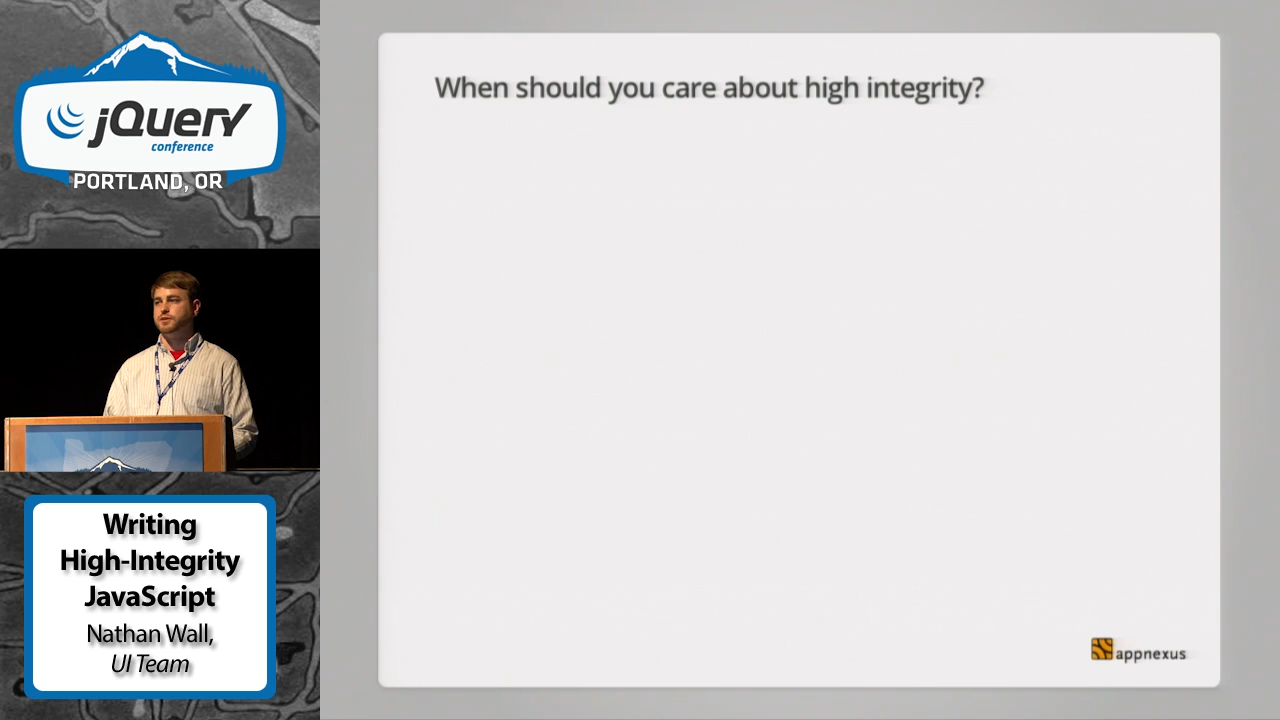 jQuery
conference
PORTLAND, OR
When should you care about high integrity?
Writing
High-Integrity
JavaScript
Nathan Wall,
UI Team
appnexus